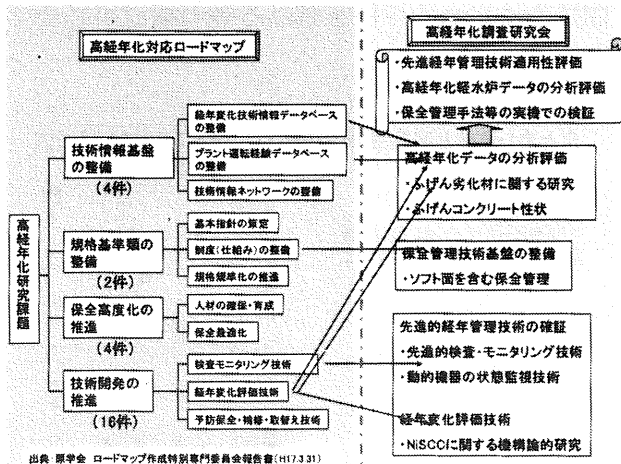 高経年化対応ロードマップ
高経年化研究課題
技術情報基盤
の整備
(4件)
規格基準類の
整備
(2件)
保全高度化の
推進
(4件)
技術開発の
推進
(16件)
経年変化技術情報データベース
の整備
プラント運転経験データベース
の整備
技術情報ネットワークの整備
基本指針の策定
制度(仕組み)の整備
規格標準化の推進
人材の確保・育成
保全最適化
検査モニタリング技術
経年変化評価技術
予防保全・補修・取替え技術
出典 原学会 ロードマップ作成特別専門委員会報告書(H17.3.31)
高経年化調査研究会
・先進経年管理技術適用性評価
・高経年化軽水炉データの分析評価
・保全管理手法等の実機での検証
高経年化データの分析評価
・ふげん劣化材に関する研究
・ふげんコンクリート性状
保全管理技術基盤の整備
・ソフト面を含む保全管理
先進的経年管理技術の確証
・先進的検査・モニタリング技術
・動的機器の状態監視技術
経年変化評価技術
・NiSCCに関する機構論的研究